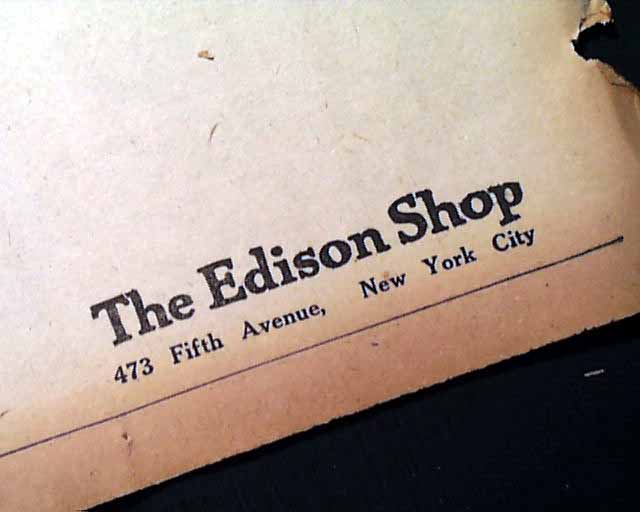 The Edison Shop
473 Fifth Avenue, New York City